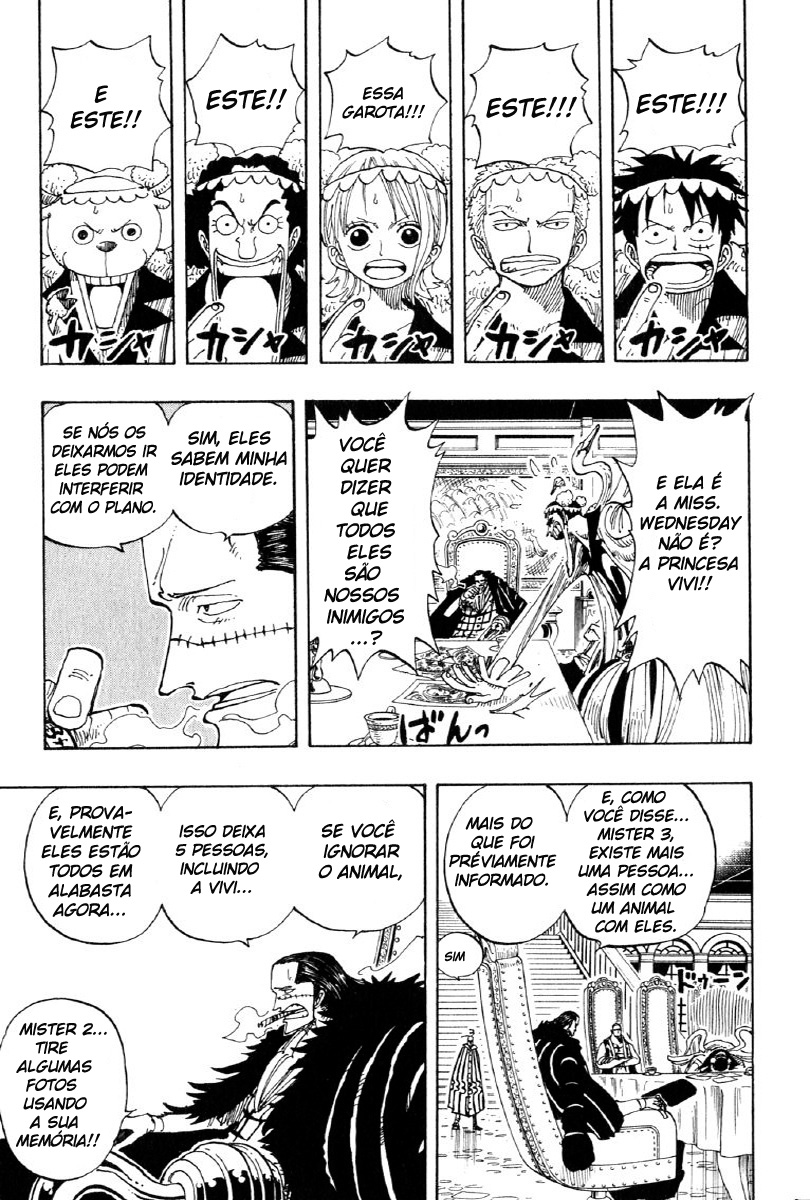 ESTE!!!
ESTE!!!
ESSA
GAROTA!!!
ESTE!!
E
ESTE!!
カシャ
カシャ
カシャ
カシャ
カシャ
E ELA É
A MISS.
WEDNESDAY
NÃO É?
A PRINCESA
VIVI!!
VOCÊ
QUER
DIZER
QUE
TODOS
ELES
SÃO
NOSSOS
INIMIGOS
...?
ばんっ
SIM, ELES
SABEM MINHA
IDENTIDADE.
SE NÓS OS
DEIXARMOS IR
ELES PODEM
INTERFERIR
COM O PLANO.
E, COMO
VOCÊ DISSE...
MISTER 3,
EXISTE MAIS
UMA PESSOA...
ASSIM COMO
UM ANIMAL
COM ELES.
MAIS DO
QUE FOI
PRÉVIAMENTE
INFORMADO.
SIM
ドゥーン
SE VOCÊ
IGNORAR
O ANIMAL,
ISSO DEIXA
5 PESSOAS,
INCLUINDO
A VIVI...
E, PROVA-
VELMENTE
ELES ESTÃO
TODOS EM
ALABASTA
AGORA...
MISTER 2...
TIRE
ALGUMAS
FOTOS
USANDO
A SUA
MEMÓRIA!!